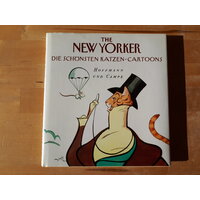 THE
NEW YORKER
DIE SCHÖNSTEN KATZEN-CARTOONS
HOFFMANN
UND CAMPE